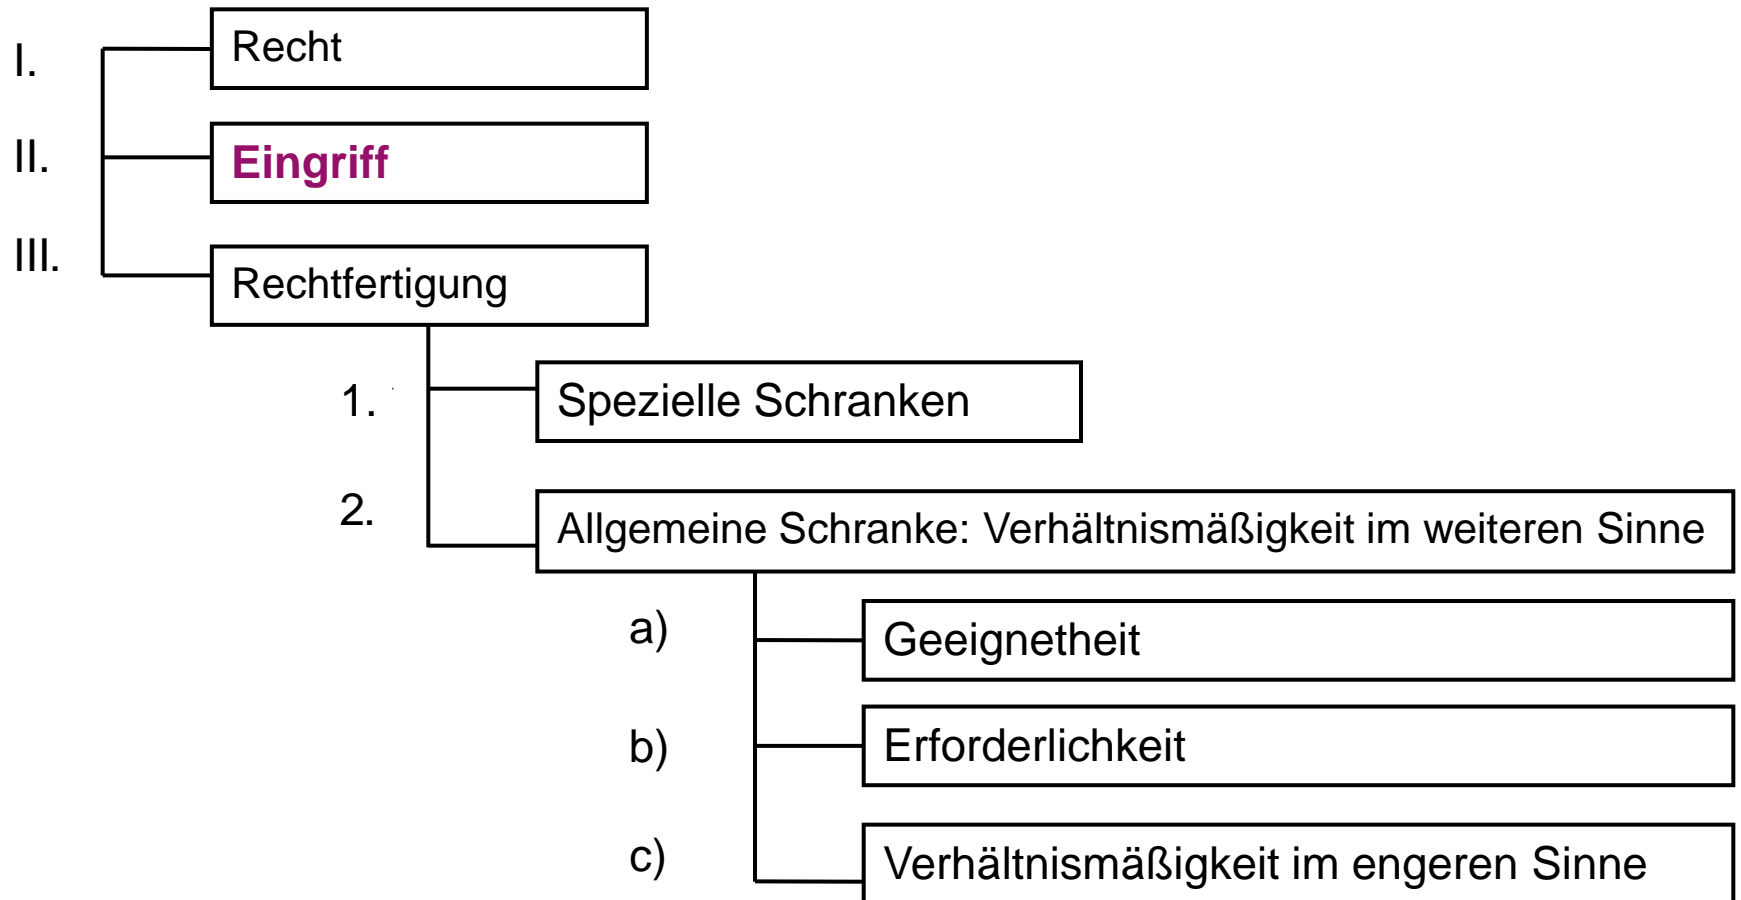 I. Recht
II. Eingriff
III. Rechtfertigung
1. Spezielle Schranken
2. Allgemeine Schranke: Verhältnismäßigkeit im weiteren Sinne
a) Geeignetheit
b) Erforderlichkeit
c) Verhältnismäßigkeit im engeren Sinne